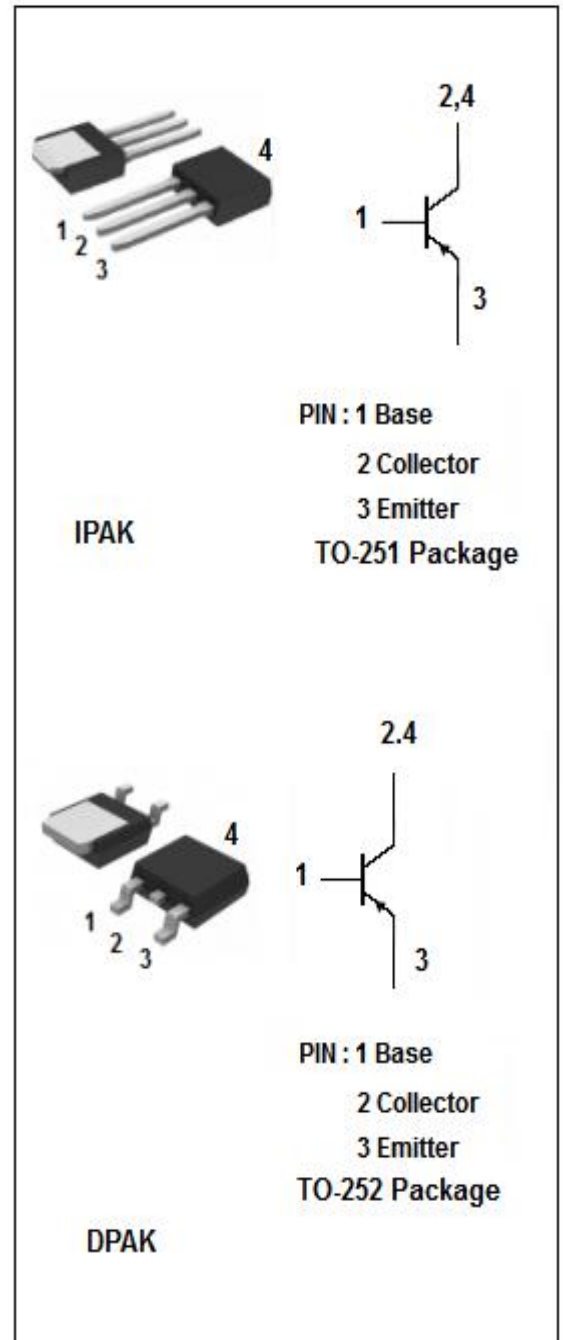 2,4
4
1
1
2
3
3
PIN : 1 Base
2 Collector
3 Emitter
IPAK
TO-251 Package
2.4
4
1
1
2
3
3
PIN : 1 Base
2 Collector
3 Emitter
TO-252 Package
DPAK